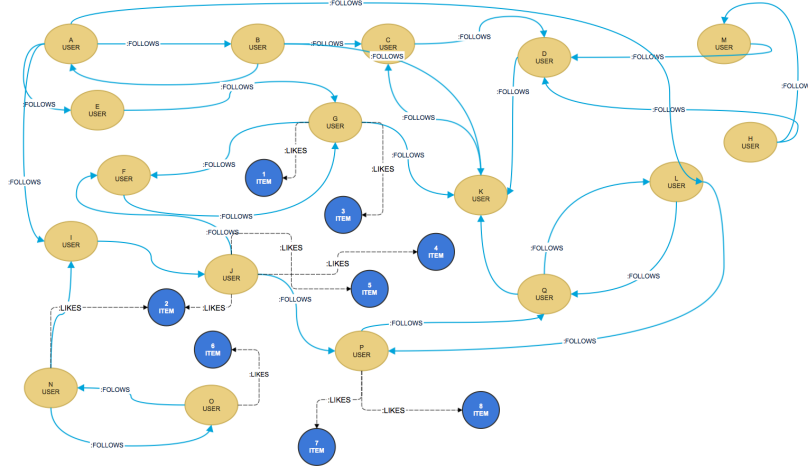 :FOLLOWS
A
USER
:FOLLOWS
B
USER
:FOLLOWS
C
USER
:FOLLOWS
D
USER
M
USER
:FOLLOWS
:FOLLOWS
:FOLLOWS
:FOLLOWS
E
USER
G
USER
:FOLLOWS
:FOLLOWS
:FOLLOWS
:FOLLOWS
H
USER
:LIKES
:LIKES
:FOLLOWS
:FOLLOWS
:FOLLOWS
F
USER
1
ITEM
K
USER
L
USER
3
ITEM
:FOLLOWS
:FOLLOWS
I
USER
J
USER
:LIKES
4
ITEM
:FOLLOWS
:FOLLOWS
:LIKES
5
ITEM
Q
USER
2
ITEM
:LIKES
:LIKES
:FOLLOWS
:FOLLOWS
6
ITEM
P
USER
:FOLLOWS
:LIKES
N
USER
:FOLLOWS
O
USER
:LIKES
:LIKES
8
ITEM
:FOLLOWS
7
ITEM